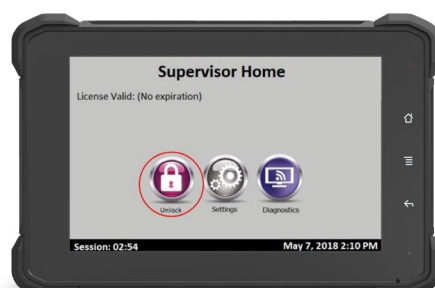 Supervisor Home
License Valid: (No expiration)
Unlock Settings Diagnostics
Session: 02:54 May 7, 2018 2:10 PM